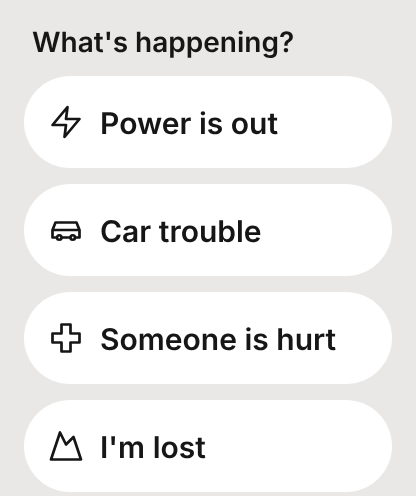 What's happening?
Power is out
Car trouble
Someone is hurt
I'm lost